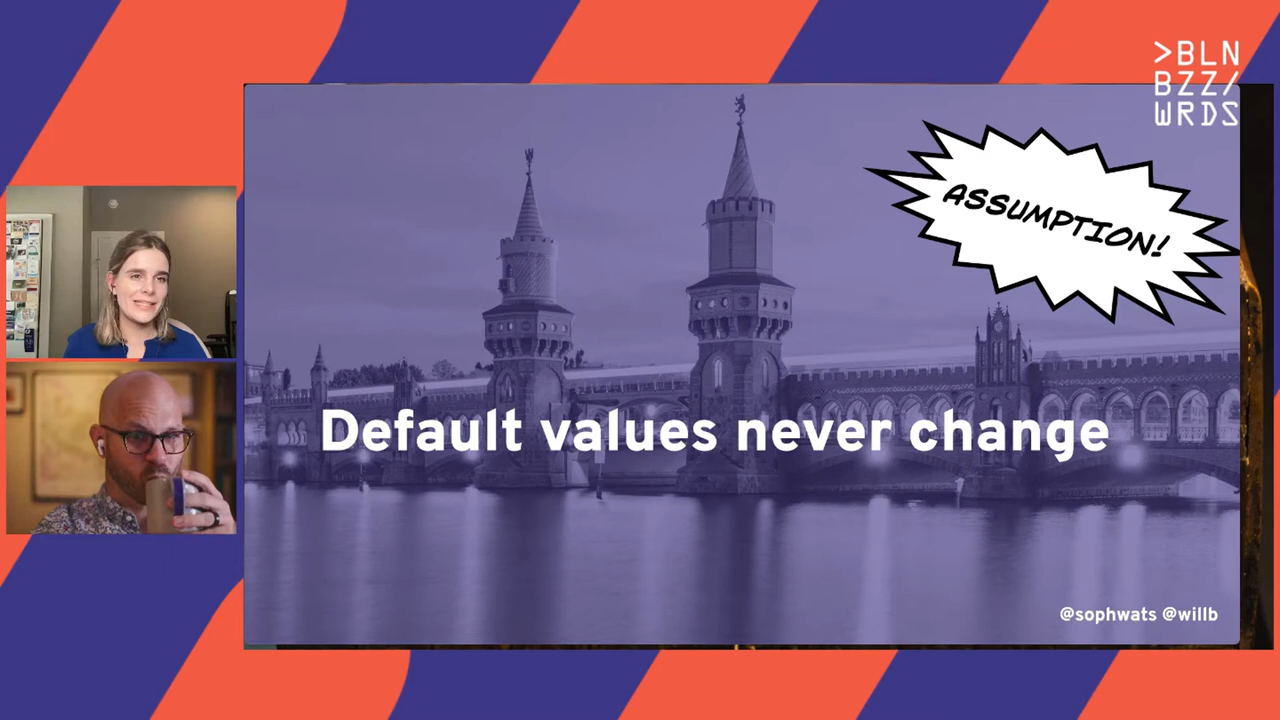 >BLN
BZZ/
WRDS
ASSUMPTION!
Default values never change
@sophwats @willb